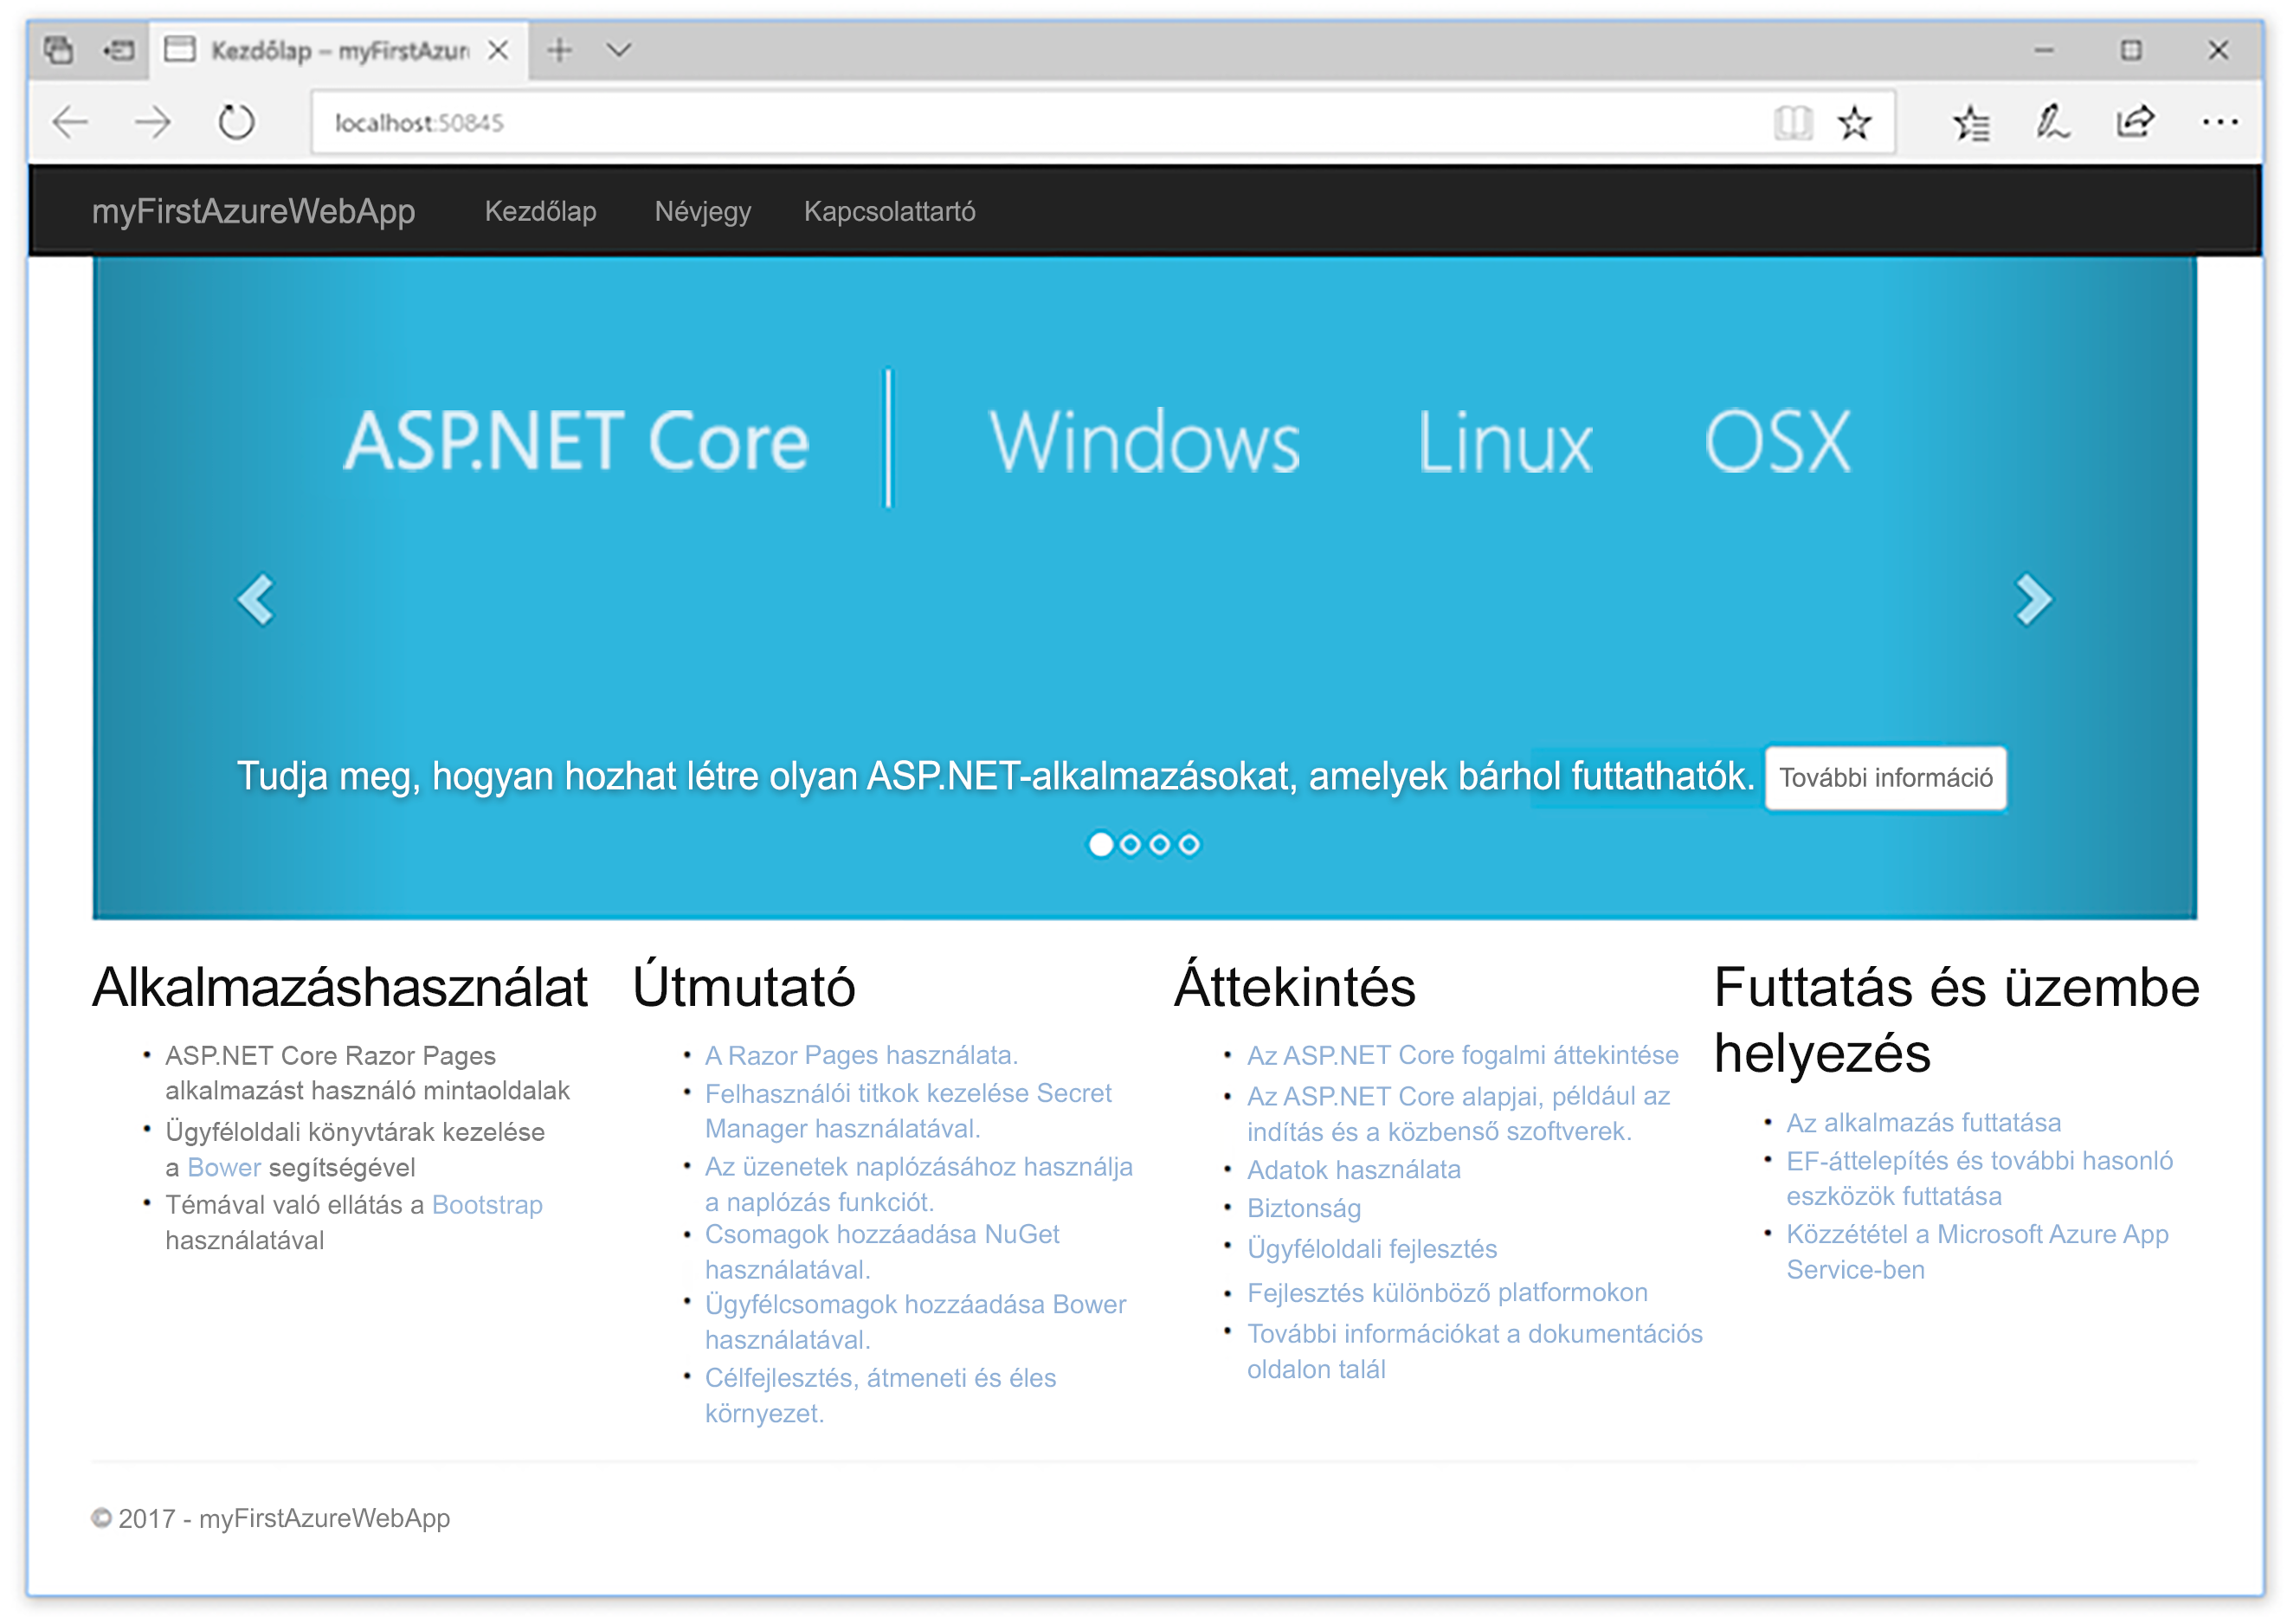 Kezdőlap – myFirstAzur
localhost:50845
myFirstAzureWebApp Kezdőlap Névjegy Kapcsolattartó
ASP.NET Core Windows Linux OSX
Tudja meg, hogyan hozhat létre olyan ASP.NET-alkalmazásokat, amelyek bárhol futtathatók. További információ
Alkalmazáshasználat
ASP.NET Core Razor Pages
alkalmazást használó mintaoldalak
Ügyféloldali könyvtárak kezelése
a Bower segítségével
Témával való ellátás a Bootstrap
használatával
Útmutató
A Razor Pages használata.
Felhasználói titkok kezelése Secret
Manager használatával.
Az üzenetek naplózásához használja
a naplózás funkciót.
Csomagok hozzáadása NuGet
használatával.
Ügyfélcsomagok hozzáadása Bower
használatával.
Célfejlesztés, átmeneti és éles
környezet.
Áttekintés
Az ASP.NET Core fogalmi áttekintése
Az ASP.NET Core alapjai, például az
indítás és a közbenső szoftverek.
Adatok használata
Biztonság
Ügyféloldali fejlesztés
Fejlesztés különböző platformokon
További információkat a dokumentációs
oldalon talál
Futtatás és üzembe
helyezés
Az alkalmazás futtatása
EF-áttelepítés és további hasonló
eszközök futtatása
Közzététel a Microsoft Azure App
Service-ben
© 2017 - myFirstAzureWebApp